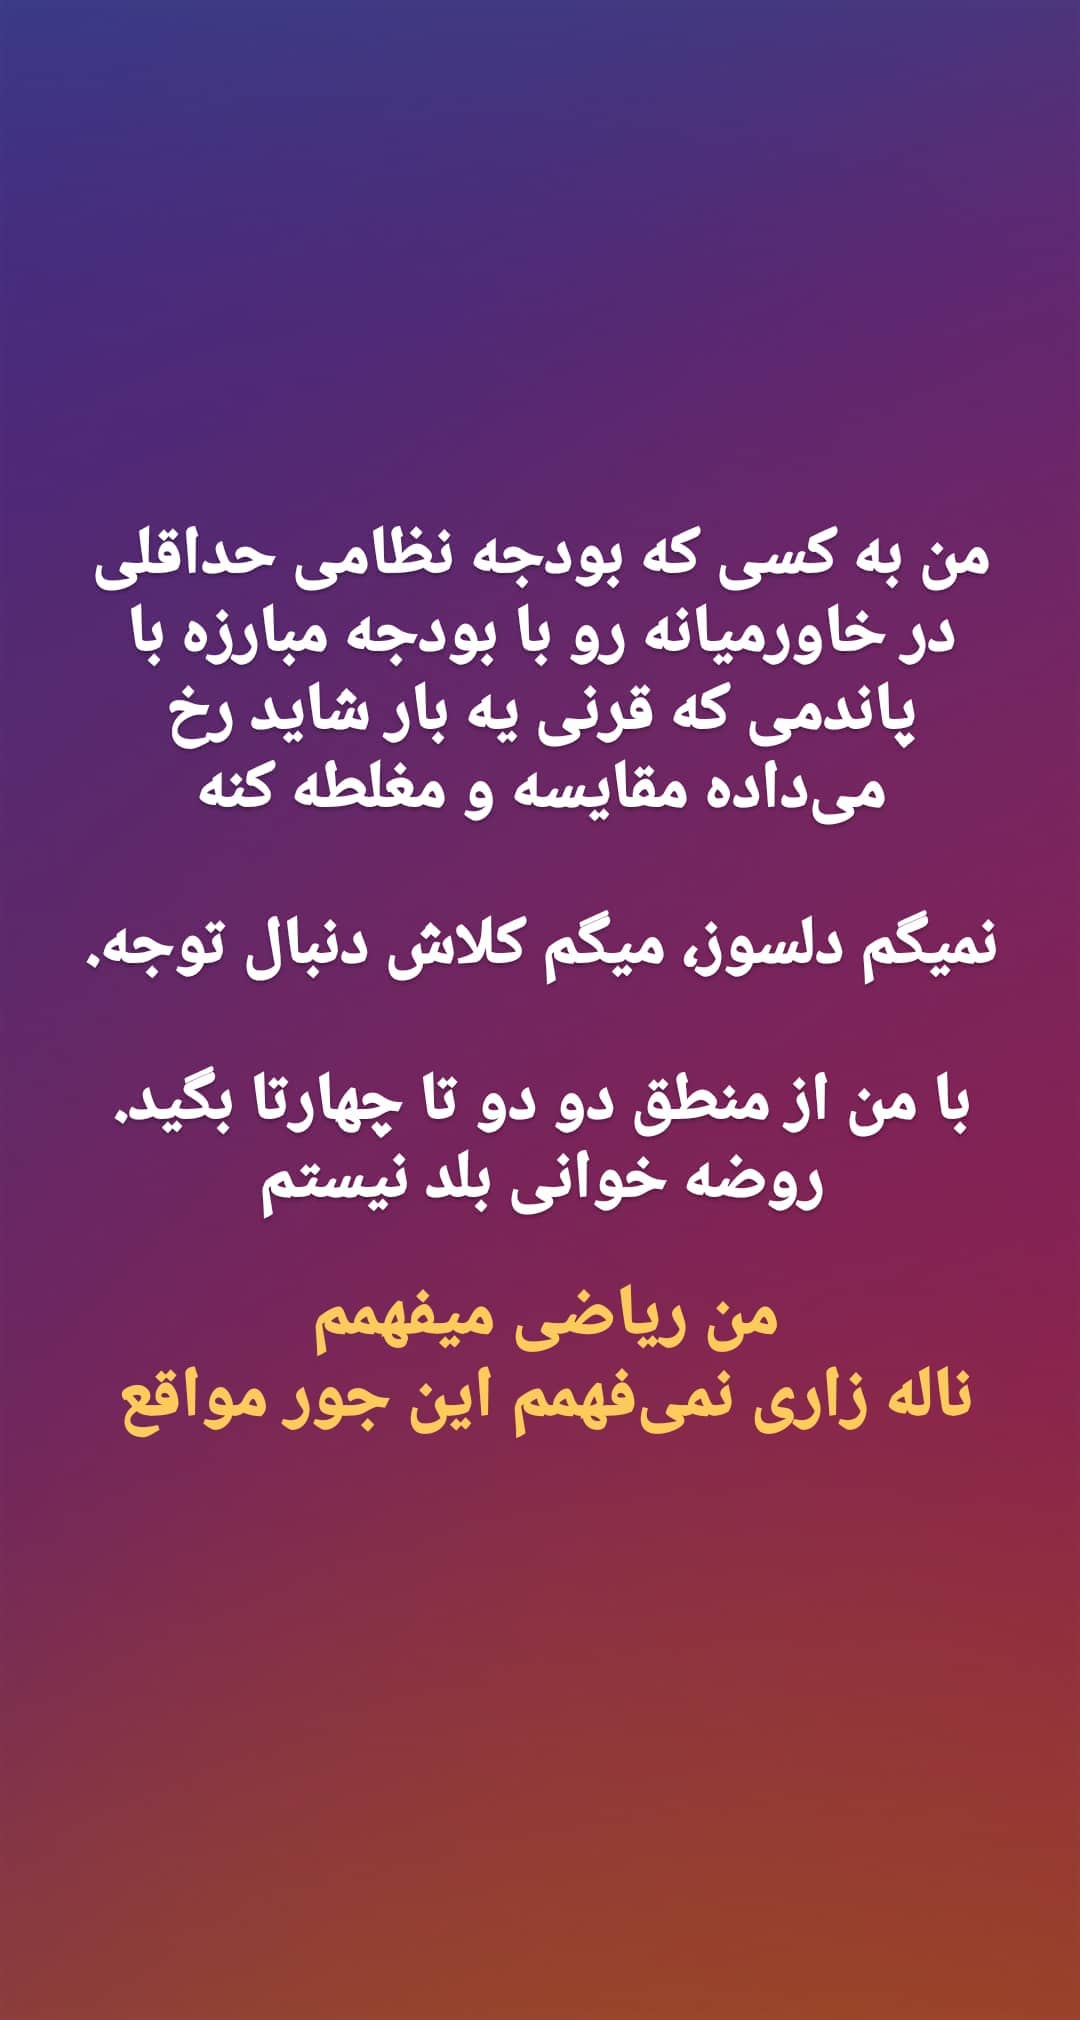 من به کسی که بودجه نظامی حداقلی
در خاورمیانه رو با بودجه مبارزه با
پاندمی که قرنی یه بار شاید رخ
می‌داده مقایسه و مغلطه کنه
نمیگم دلسوز، میگم کلاش دنبال توجه.
با من از منطق دو دو تا چهارتا بگید.
روضه خوانی بلد نیستم
من ریاضی میفهمم
ناله زاری نمی‌فهمم این جور مواقع